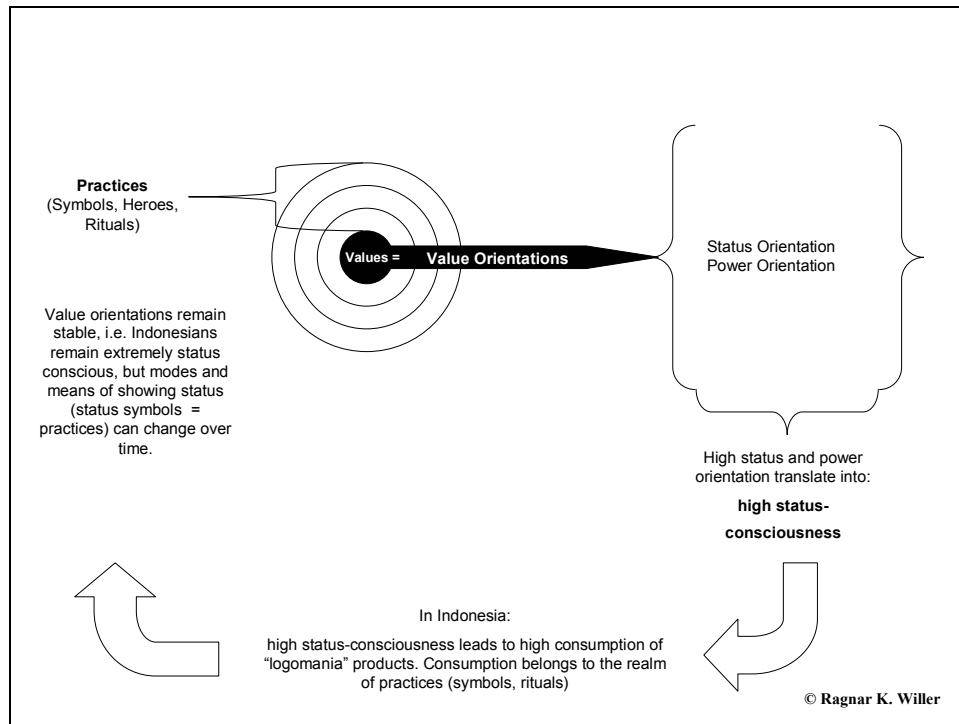 Practices
(Symbols, Heroes,
Rituals)
Values =
Value Orientations
Status Orientation
Power Orientation
Value orientations remain
stable, i.e. Indonesians
remain extremely status
conscious, but modes and
means of showing status
(status symbols =
practices) can change over
time.
High status and power
orientation translate into:
high status-
consciousness
In Indonesia:
high status-consciousness leads to high consumption of
“logomania” products. Consumption belongs to the realm
of practices (symbols, rituals)
© Ragnar K. Willer